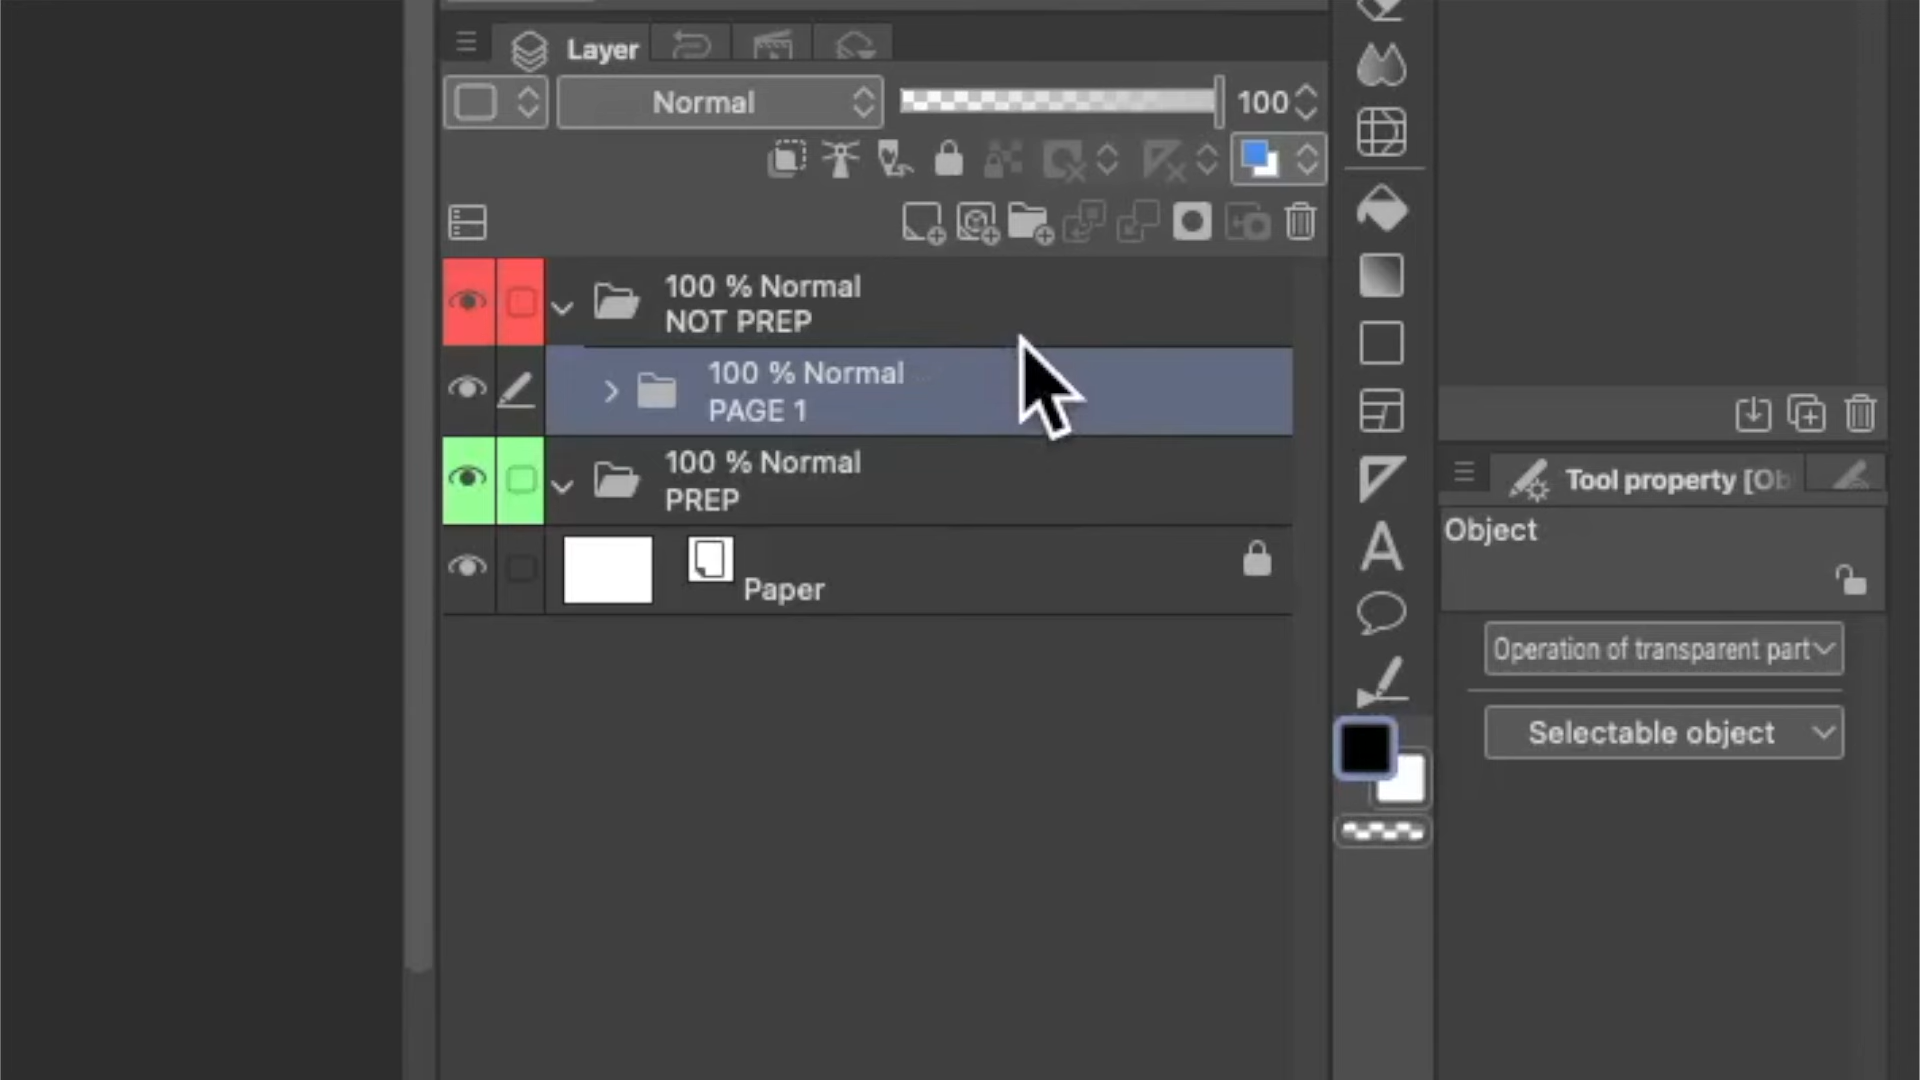 Layer
Normal
100
100 % Normal
NOT PREP
100 % Normal
PAGE 1
100 % Normal
PREP
Paper
Tool property [Ob
Object
Operation of transparent part
Selectable object